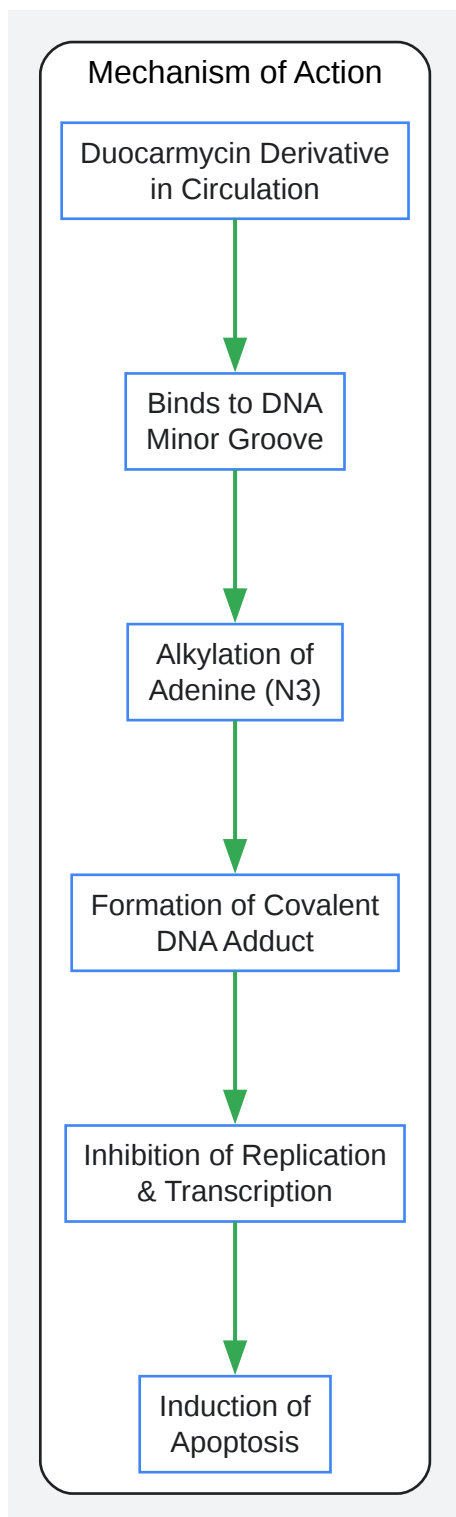 Mechanism of Action
Duocarmycin Derivative
in Circulation
Binds to DNA
Minor Groove
Alkylation of
Adenine (N3)
Formation of Covalent
DNA Adduct
Inhibition of Replication
& Transcription
Induction of
Apoptosis